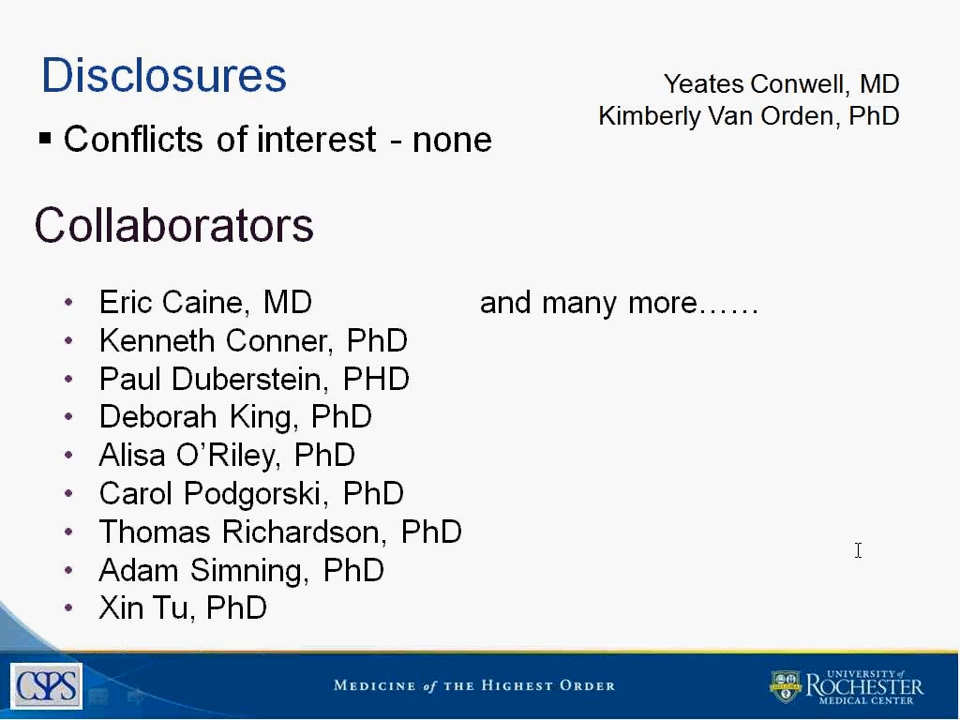 Disclosures
Yeates Conwell, MD
Kimberly Van Orden, PhD
▪ Conflicts of interest - none
Collaborators
• Eric Caine, MD
and many more……
• Kenneth Conner, PhD
• Paul Duberstein, PHD
• Deborah King, PhD
• Alisa O’Riley, PhD
• Carol Podgorski, PhD
• Thomas Richardson, PhD
• Adam Simning, PhD
• Xin Tu, PhD
CSPS
MEDICINE of THE HIGHEST ORDER
UNIVERSITY of
ROCHESTER
MEDICAL CENTER